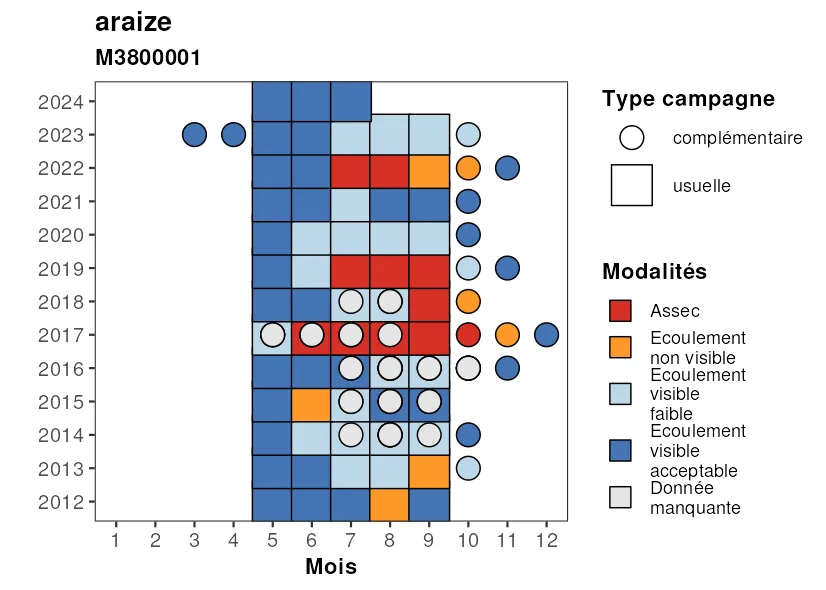 araize
M3800001
2024
2023
2022
2021
2020
2019
2018
2017
2016
2015
2014
2013
2012
1 2 3 4 5 6 7 8 9 10 11 12
Mois
Type campagne
complémentaire
usuelle
Modalités
Assec
Ecoulement
non visible
Ecoulement
visible
faible
Ecoulement
visible
acceptable
Donnée
manquante